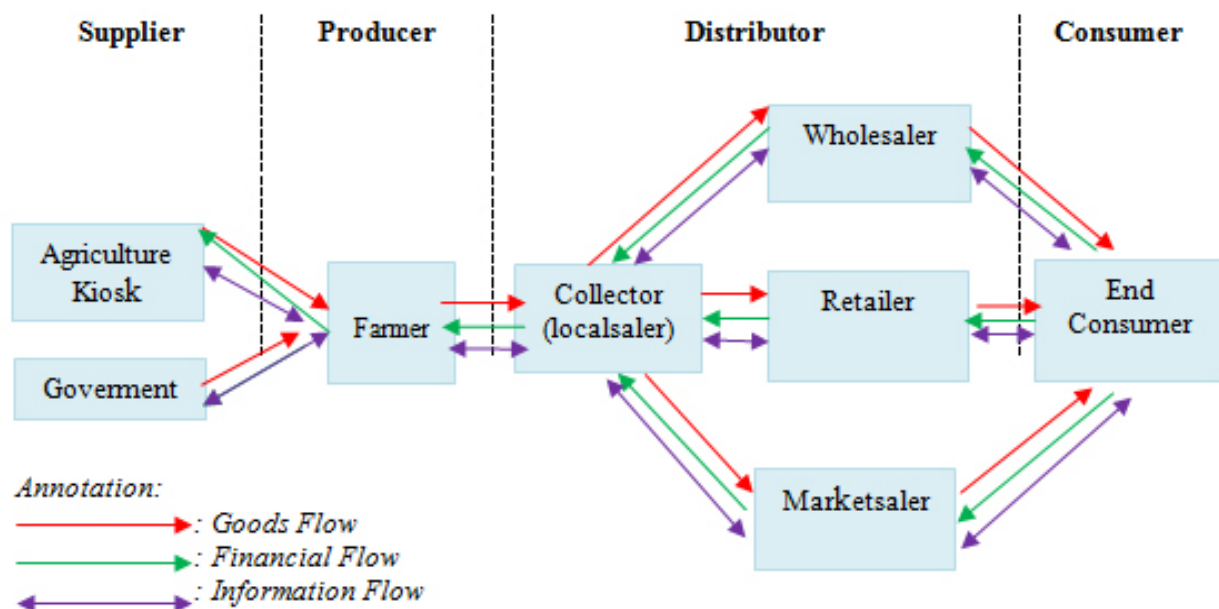 Supplier
Producer
Distributor
Consumer
Wholesaler
Agriculture
Kiosk
Farmer
Collector
(localsaler)
Retailer
End
Consumer
Goverment
Marketsaler
Annotation:
: Goods Flow
: Financial Flow
: Information Flow